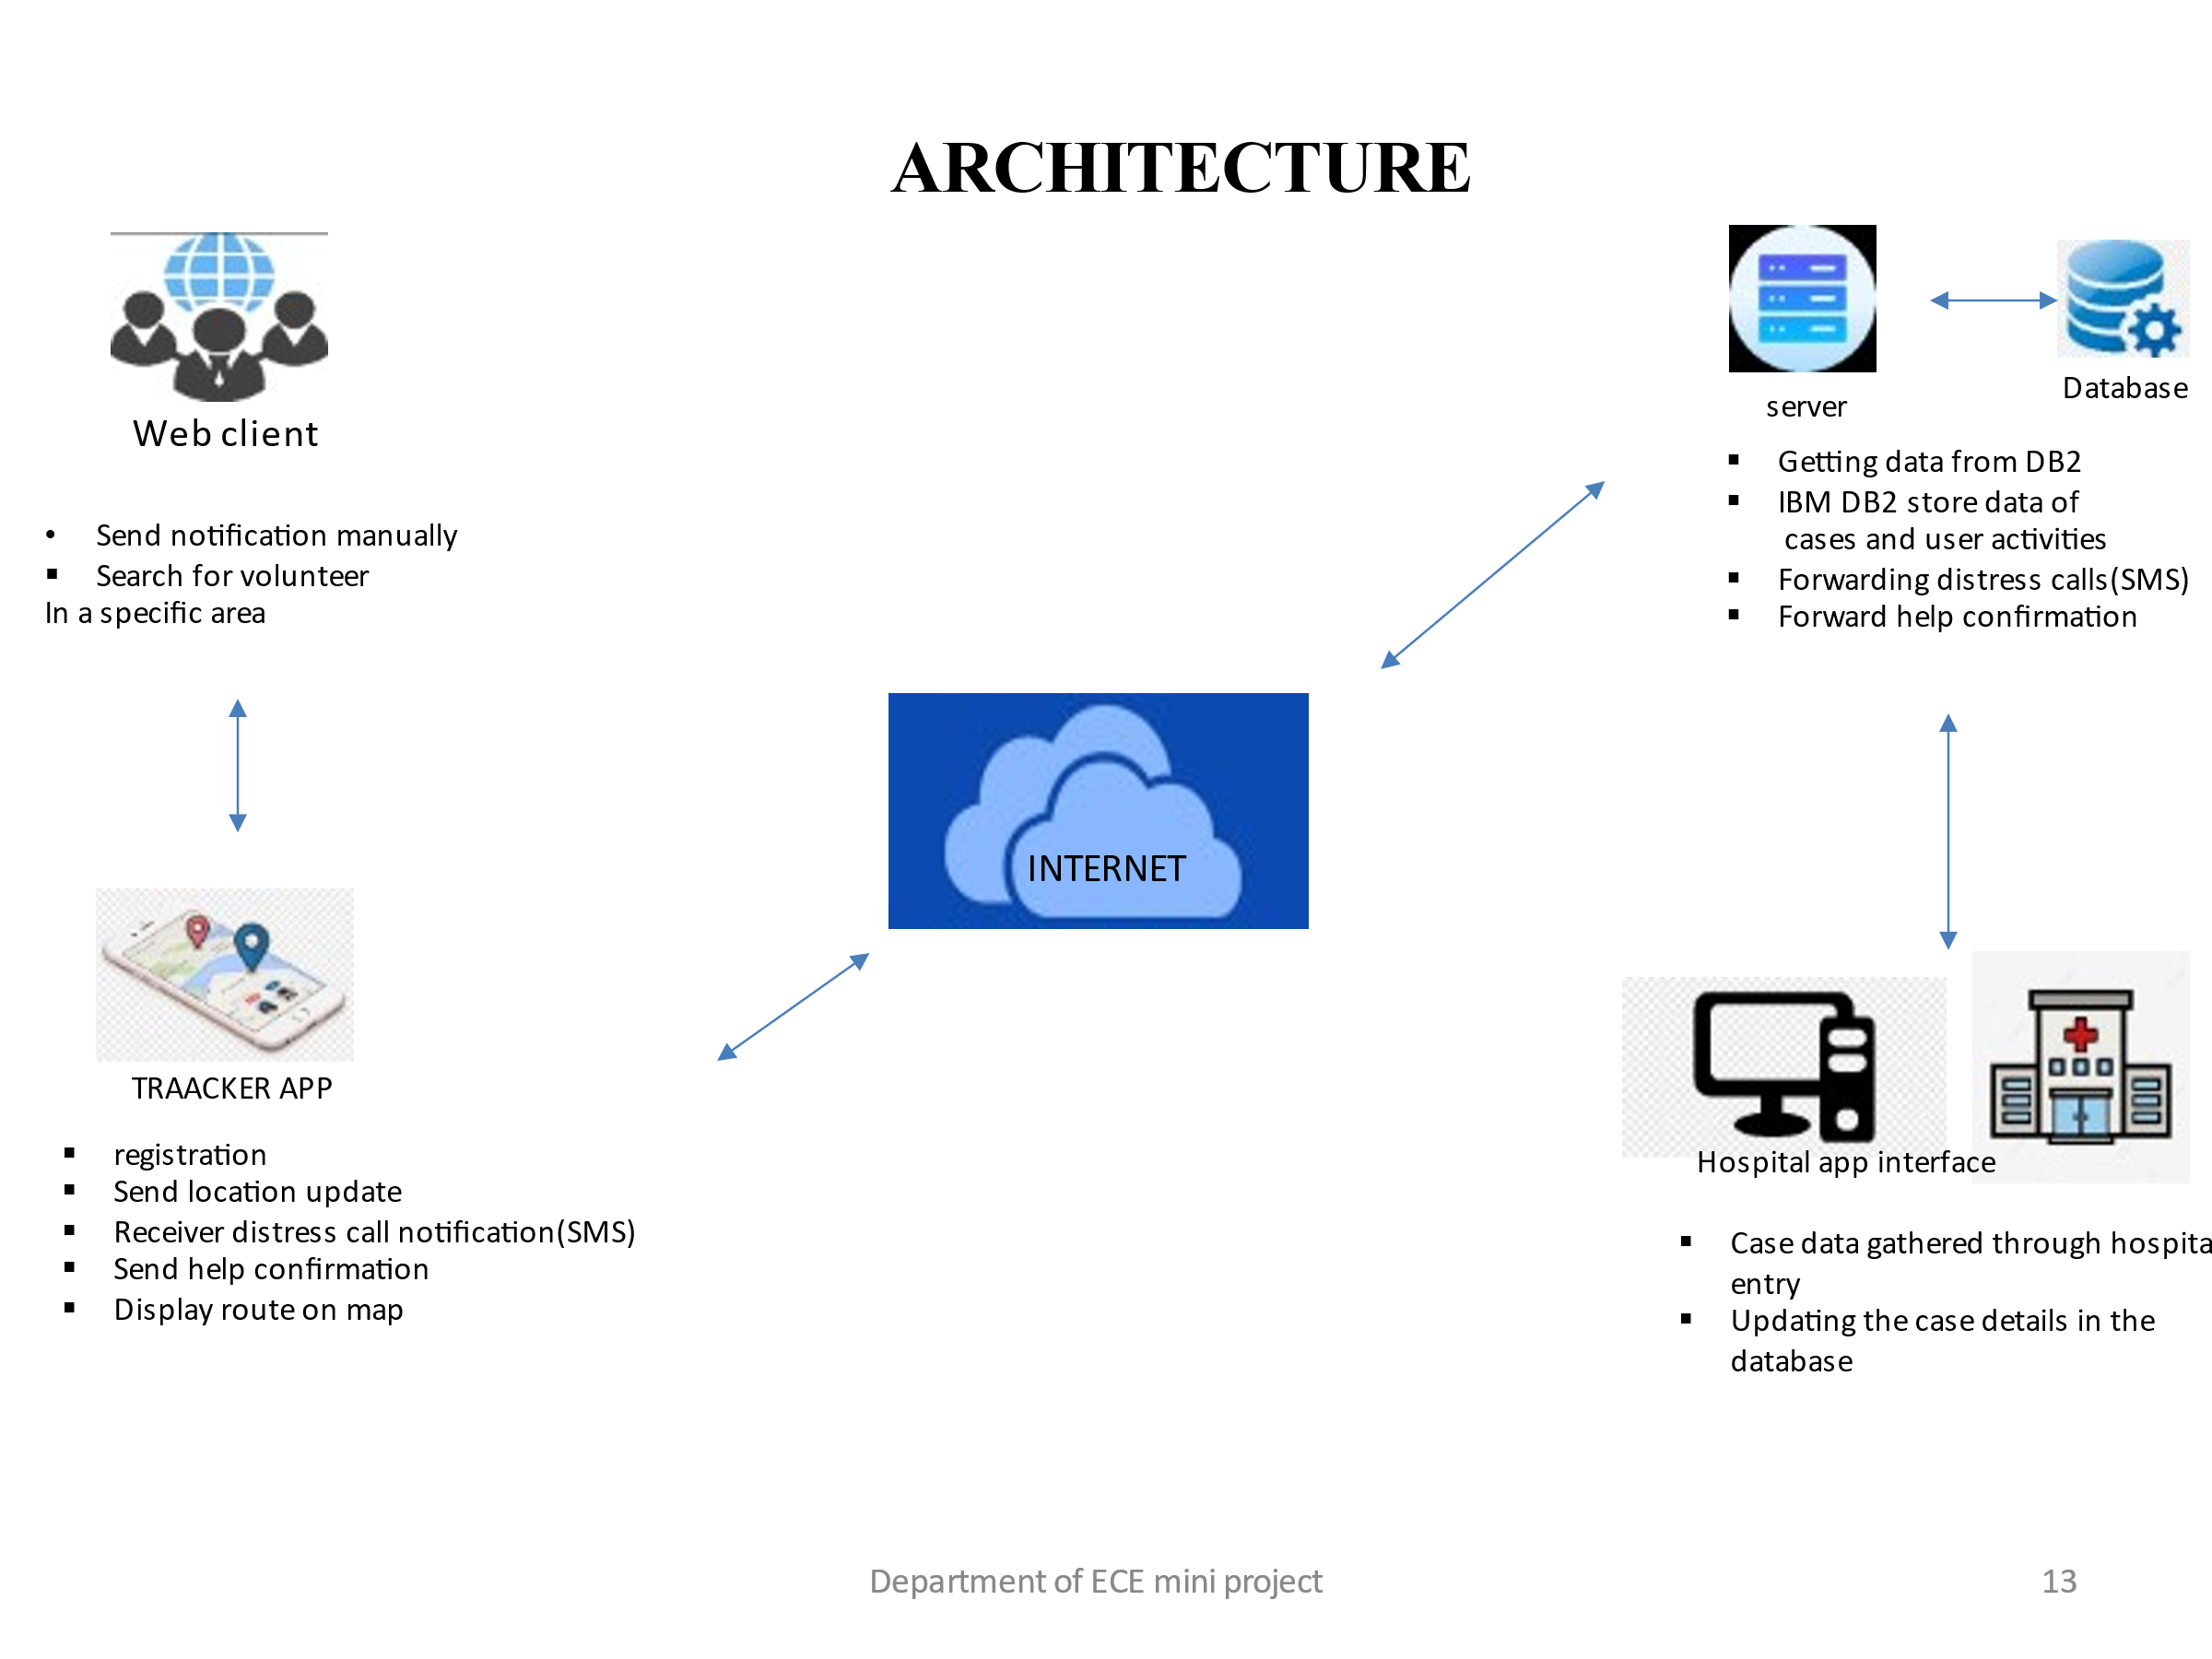 ARCHITECTURE
Web client
• Send notification manually
▪ Search for volunteer
In a specific area
server
Database
▪ Getting data from DB2
▪ IBM DB2 store data of
cases and user activities
▪ Forwarding distress calls(SMS)
▪ Forward help confirmation
INTERNET
TRAACKER APP
▪ registration
▪ Send location update
▪ Receiver distress call notification(SMS)
▪ Send help confirmation
▪ Display route on map
Hospital app interface
▪ Case data gathered through hospita
entry
▪ Updating the case details in the
database
Department of ECE mini project
13